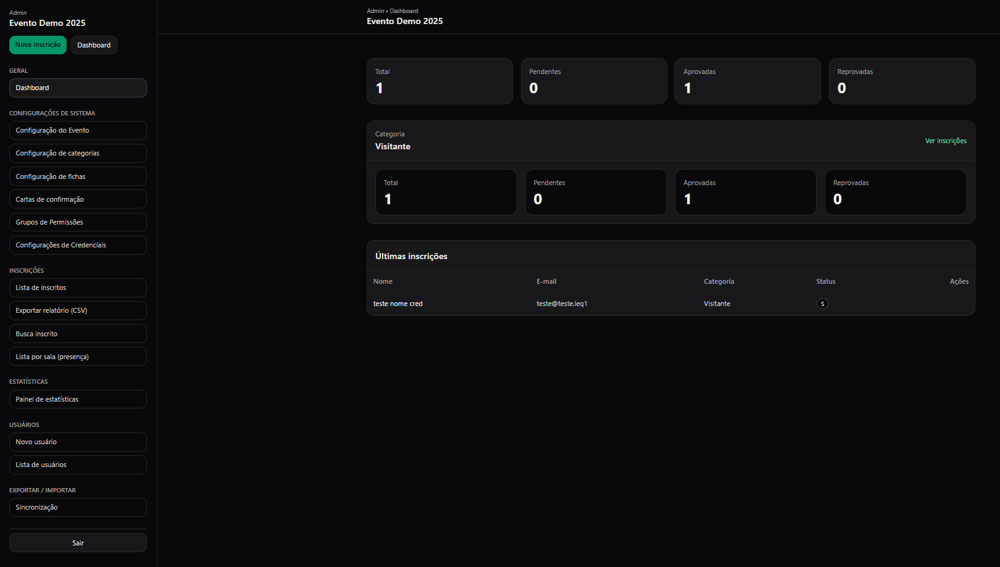 Admin
Evento Demo 2025
Nova inscrição Dashboard
GERAL
Dashboard
CONFIGURAÇÕES DE SISTEMA
Configuração do Evento
Configuração de categorias
Configuração de fichas
Cartas de confirmação
Grupos de Permissões
Configurações de Credenciais
INSCRIÇÕES
Lista de inscritos
Exportar relatório (CSV)
Busca inscrito
Lista por sala (presença)
ESTATÍSTICAS
Painel de estatísticas
USUÁRIOS
Novo usuário
Lista de usuários
EXPORTAR / IMPORTAR
Sincronização
Sair
Admin • Dashboard
Evento Demo 2025
Total Pendentes Aprovadas Reprovadas
1 0 1 0
Categoria
Visitante
Ver inscrições
Total Pendentes Aprovadas Reprovadas
1 0 1 0
Últimas inscrições
Nome E-mail Categoria Status Ações
teste nome cred teste@teste.leq1 Visitante S